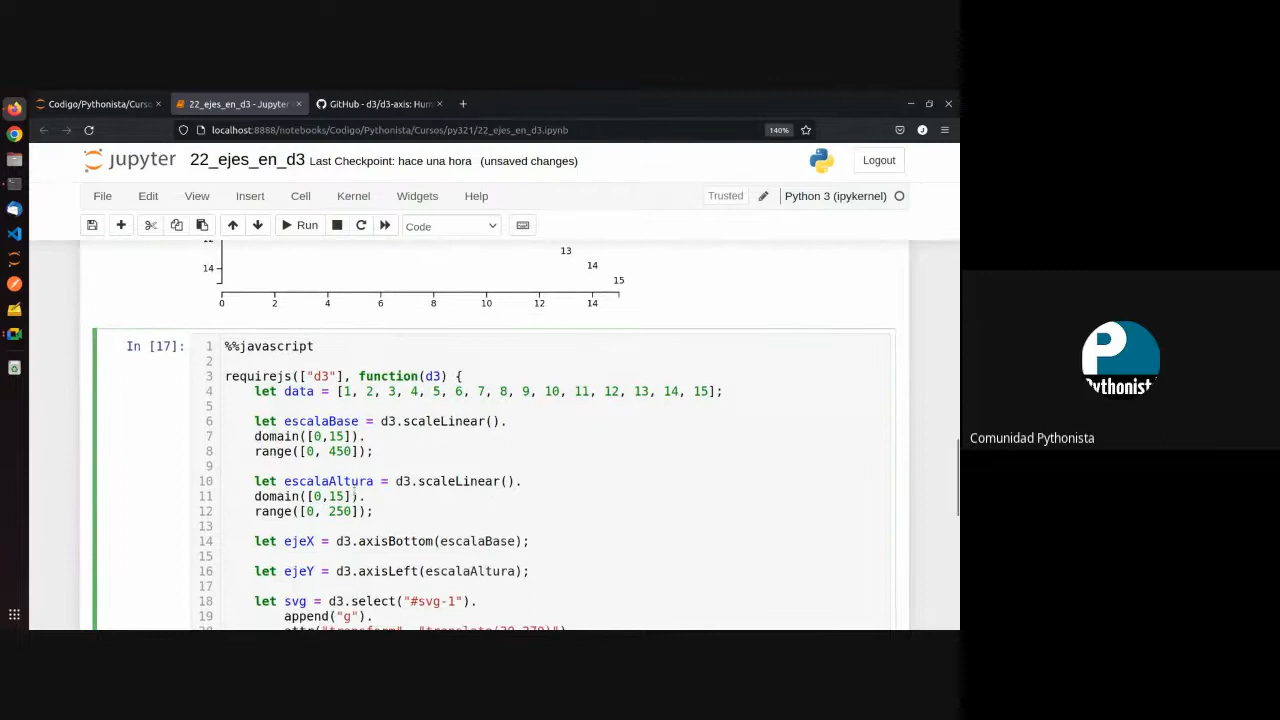 Codigo/Pythonista/Curso
22_ejes_en_d3 - Jupyter
GitHub - d3/d3-axis: Hum
localhost:8888/notebooks/Codigo/Pythonista/Cursos/py321/22_ejes_en_d3.ipynb
140%
jupyter 22_ejes_en_d3 Last Checkpoint: hace una hora (unsaved changes)
Logout
File Edit View Insert Cell Kernel Widgets Help
Trusted Python 3 (ipykernel)
Run Code
13
14 14
15
0 2 4 6 8 10 12 14
In [17]:
1 %%javascript
2
3 requirejs(["d3"], function(d3) {
4 let data = [1, 2, 3, 4, 5, 6, 7, 8, 9, 10, 11, 12, 13, 14, 15];
5
6 let escalaBase = d3.scaleLinear().
7 domain([0,15]).
8 range([0, 450]);
9
10 let escalaAltura = d3.scaleLinear().
11 domain([0,15]).
12 range([0, 250]);
13
14 let ejeX = d3.axisBottom(escalaBase);
15
16 let ejeY = d3.axisLeft(escalaAltura);
17
18 let svg = d3.select("#svg-1").
19 append("g").
Pythonist
Comunidad Pythonista